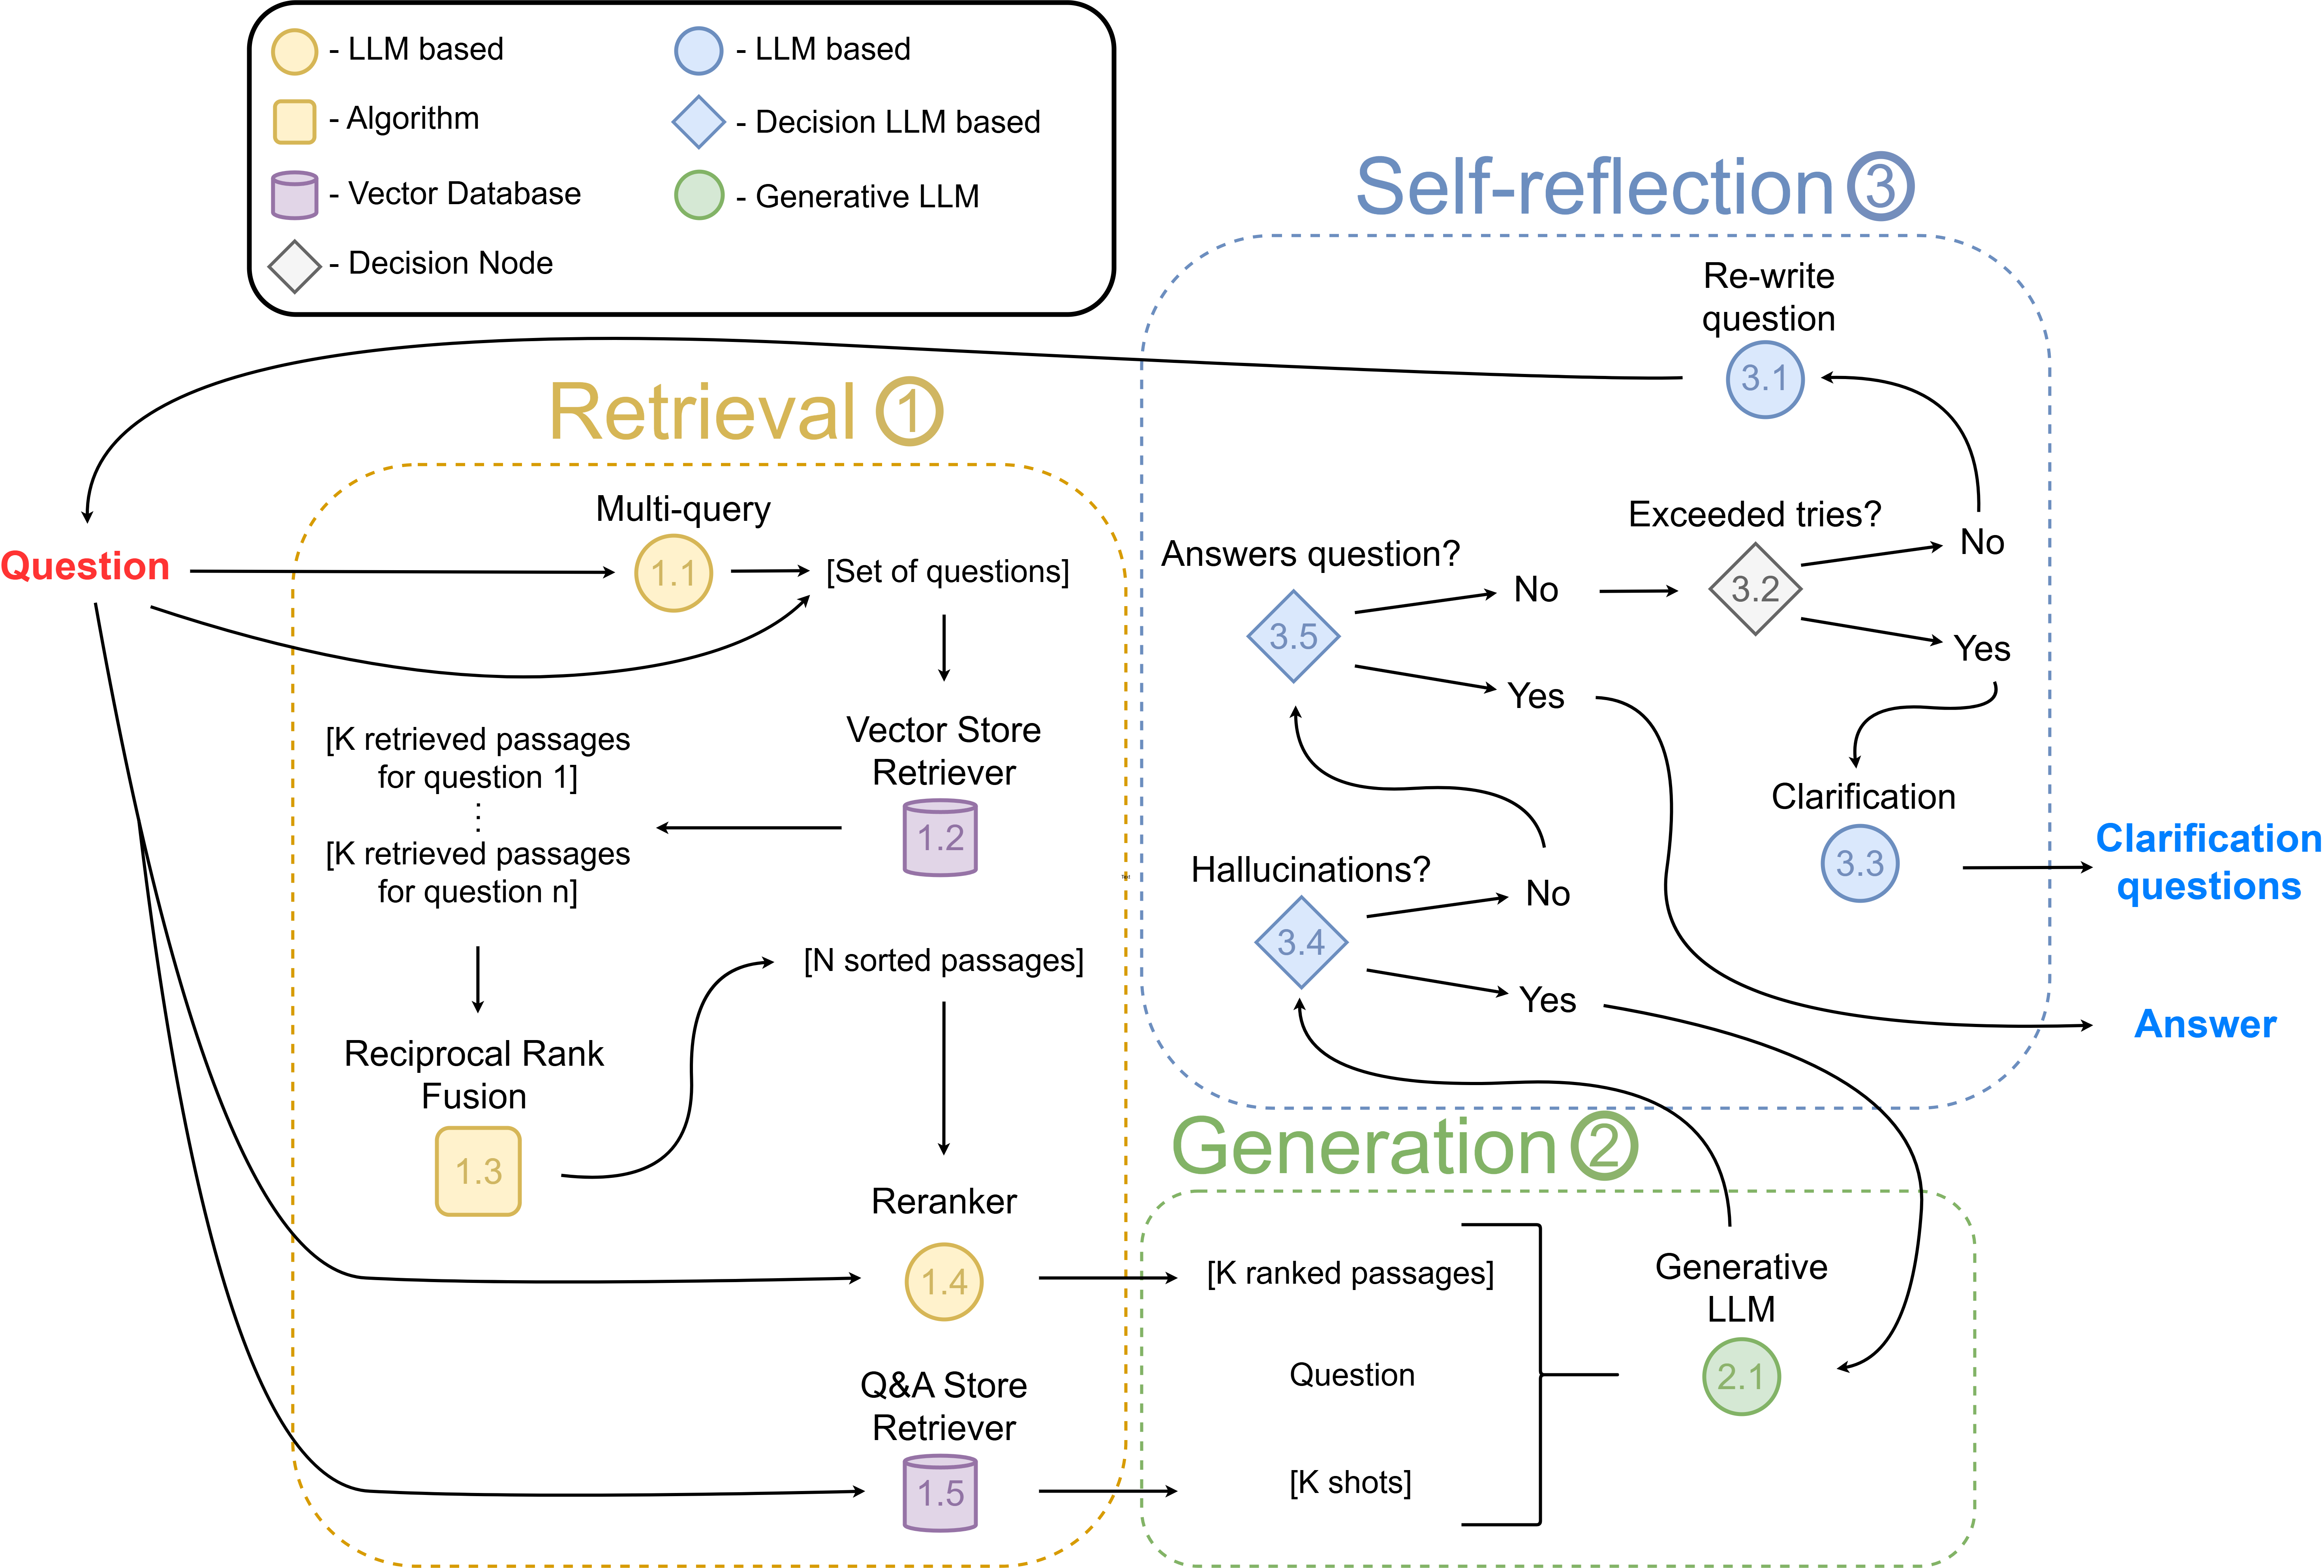 - LLM based
- Algorithm
- Vector Database
- Decision Node
- LLM based
- Decision LLM based
- Generative LLM
Self-reflection 3
Re-write
question
3.1
Retrieval 1
Multi-query
1.1
Question
[Set of questions]
Vector Store
Retriever
1.2
[K retrieved passages
for question 1]
[K retrieved passages
for question n]
Reciprocal Rank
Fusion
1.3
[N sorted passages]
Reranker
1.4
Q&A Store
Retriever
1.5
Answers question?
3.5
No
Yes
Exceeded tries?
3.2
No
Yes
Clarification
3.3
Clarification
questions
Hallucinations?
3.4
No
Yes
Answer
Generation 2
[K ranked passages]
Question
[K shots]
Generative
LLM
2.1